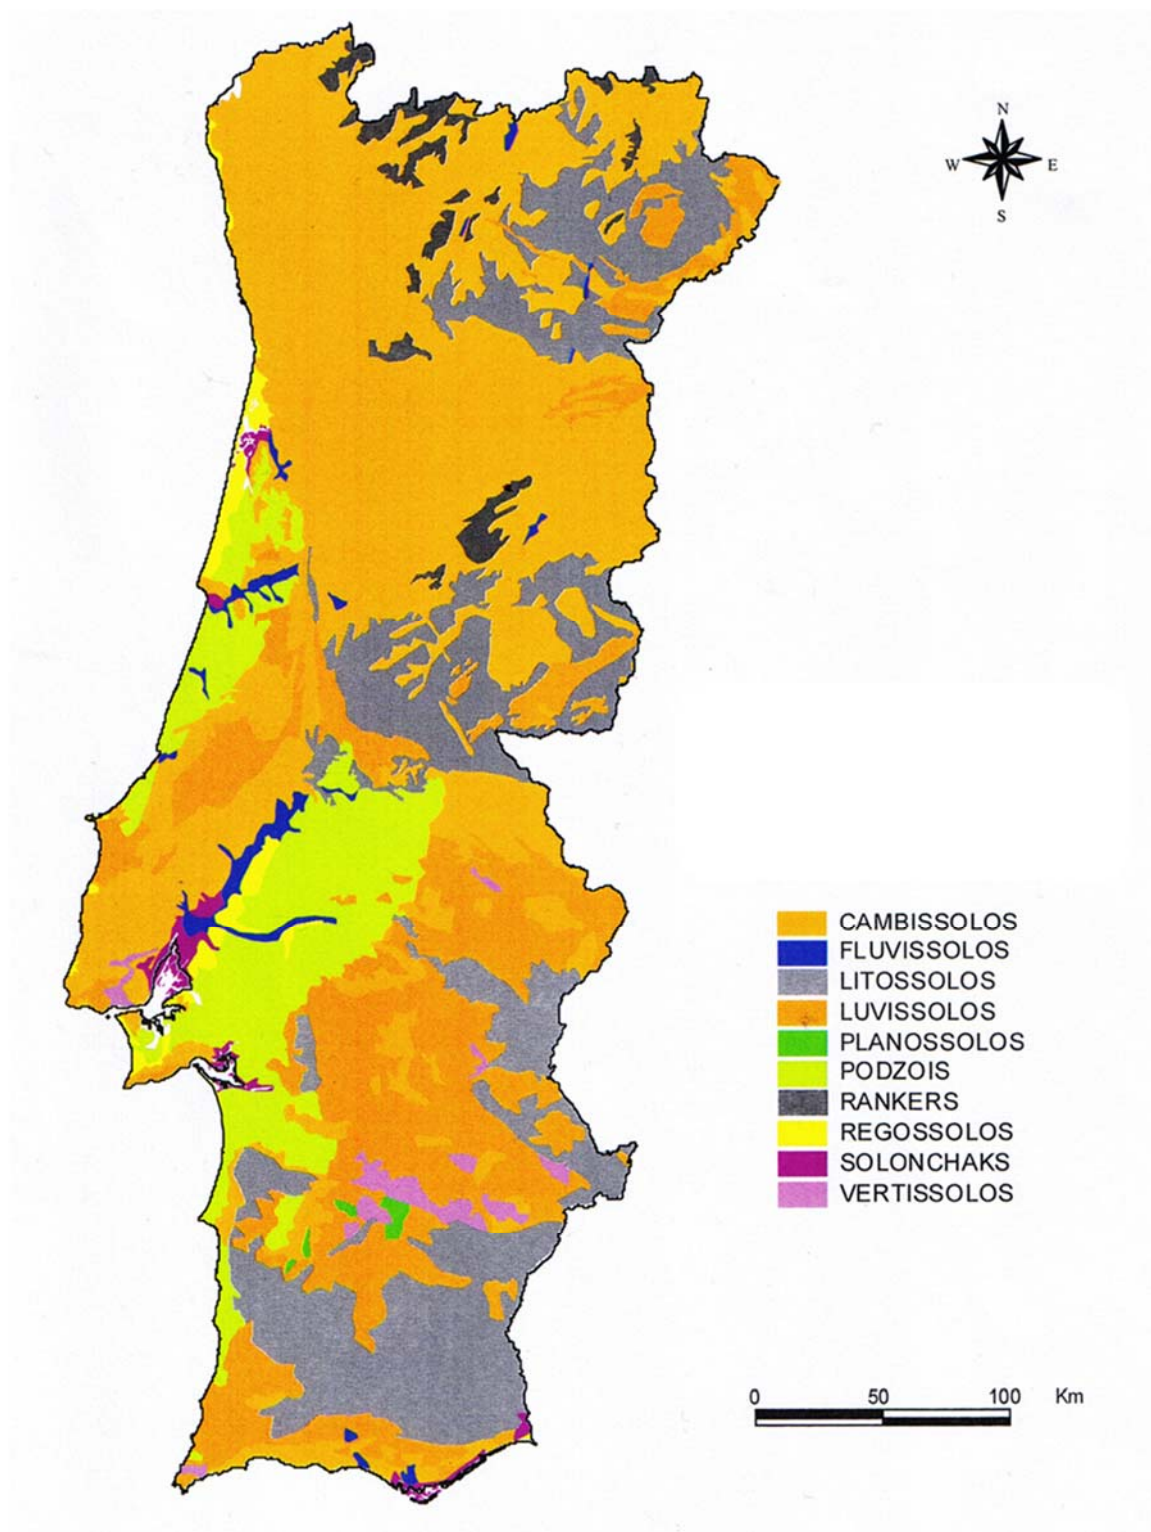 N
W E
S
CAMBISSOLOS
FLUVISSOLOS
LITOSSOLOS
LUVISSOLOS
PLANOSSOLOS
PODZOIS
RANKERS
REGOSSOLOS
SOLONCHAKS
VERTISSOLOS
0 50 100 Km